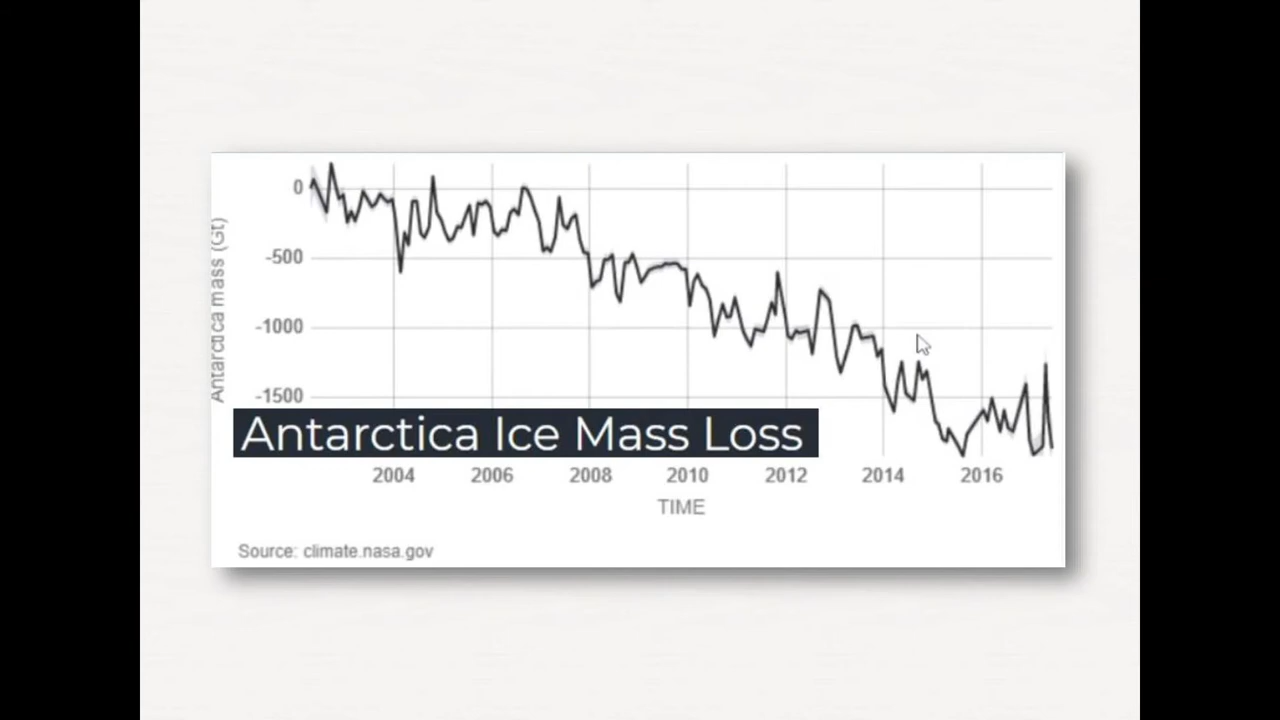 0
-500
-1000
-1500
Antarctica mass (Gt)
Antarctica Ice Mass Loss
2004 2006 2008 2010 2012 2014 2016
TIME
Source: climate.nasa.gov